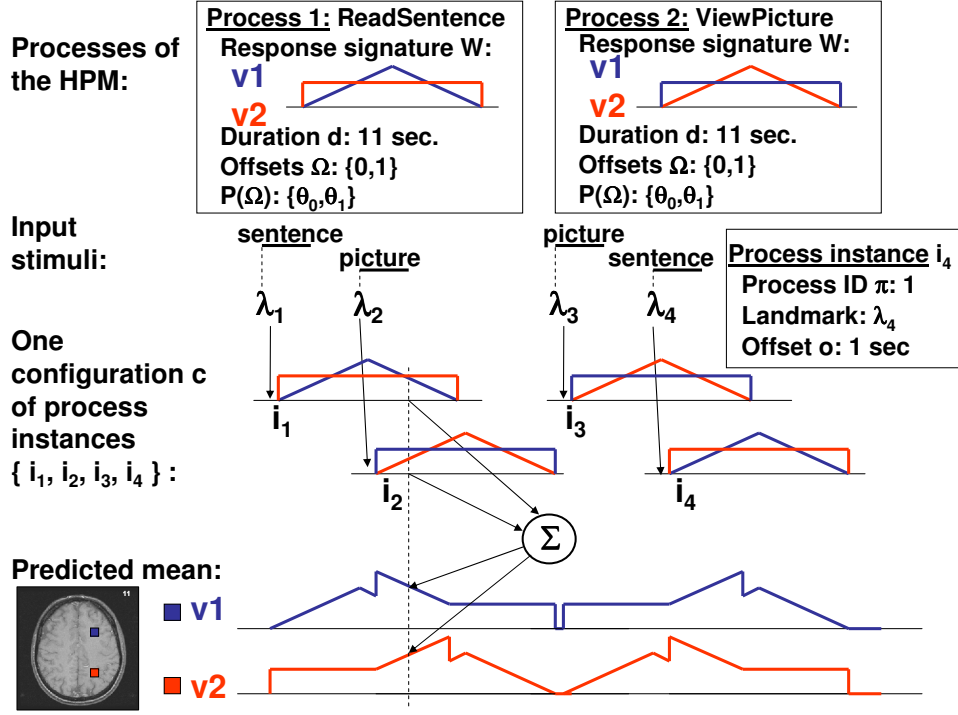 Processes of
the HPM:
Process 1: ReadSentence
Response signature W:
v1
v2
Duration d: 11 sec.
Offsets Ω: {0,1}
P(Ω): {θ₀,θ₁}
Process 2: ViewPicture
Response signature W:
v1
v2
Duration d: 11 sec.
Offsets Ω: {0,1}
P(Ω): {θ₀,θ₁}
Input
stimuli:
sentence
picture
λ₁
λ₂
picture
sentence
λ₃
λ₄
Process instance i₄
Process ID π: 1
Landmark: λ₄
Offset o: 1 sec
One
configuration c
of process
instances
{ i₁, i₂, i₃, i₄ } :
i₁
i₂
i₃
i₄
Σ
Predicted mean:
11
v1
v2